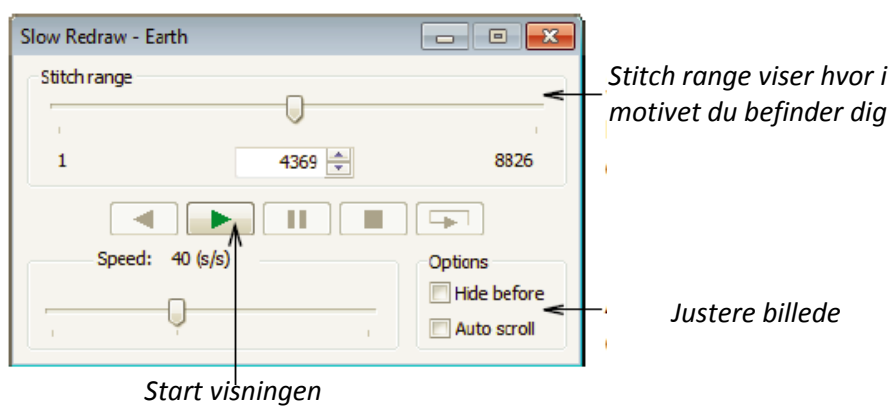 Slow Redraw - Earth
Stitch range
Stitch range viser hvor i
motivet du befinder dig
1 4369 8826
Speed: 40 (s/s)
Options
Hide before
Auto scroll
Justere billede
Start visningen